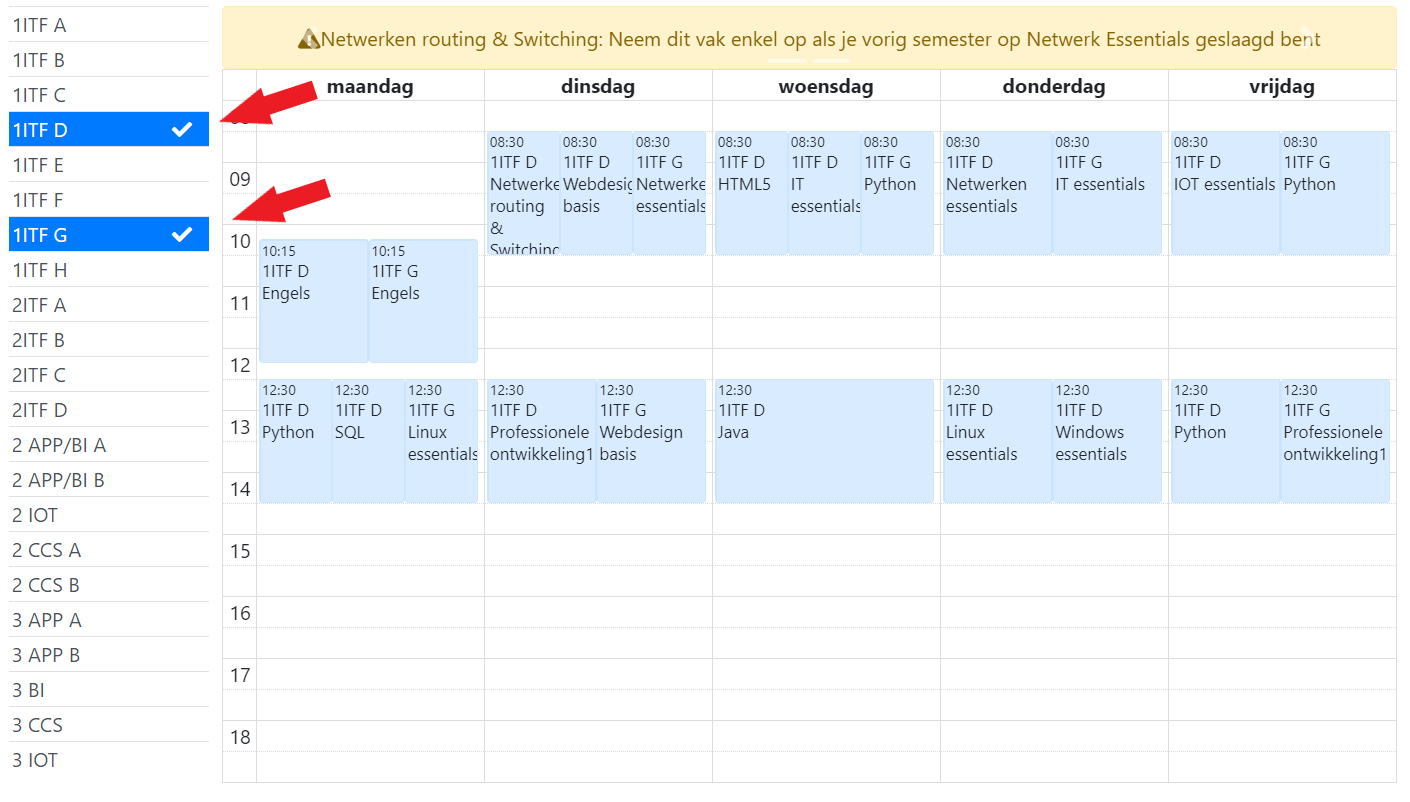 1ITF A
1ITF B
1ITF C
1ITF D
1ITF E
1ITF F
1ITF G
1ITF H
2ITF A
2ITF B
2ITF C
2ITF D
2 APP/BI A
2 APP/BI B
2 IOT
2 CCS A
2 CCS B
3 APP A
3 APP B
3 BI
3 CCS
3 IOT
Netwerken routing & Switching: Neem dit vak enkel op als je vorig semester op Netwerk Essentials geslaagd bent
maandag dinsdag woensdag donderdag vrijdag
09
10
11
12
13
14
15
16
17
18
10:15
1ITF D
Engels
10:15
1ITF G
Engels
12:30
1ITF D
Python
12:30
1ITF D
SQL
12:30
1ITF G
Linux
essentials
08:30
1ITF D
Netwerke
routing
&
Switching
08:30
1ITF D
Webdesig
basis
08:30
1ITF G
Netwerke
essentials
12:30
1ITF D
Professionele
ontwikkeling1
12:30
1ITF G
Webdesign
basis
08:30
1ITF D
HTML5
08:30
1ITF D
IT
essentials
08:30
1ITF G
Python
12:30
1ITF D
Java
08:30
1ITF D
Netwerken
essentials
08:30
1ITF G
IT essentials
12:30
1ITF D
Linux
essentials
12:30
1ITF D
Windows
essentials
08:30
1ITF D
IOT essentials
08:30
1ITF G
Python
12:30
1ITF D
Python
12:30
1ITF G
Professionele
ontwikkeling1